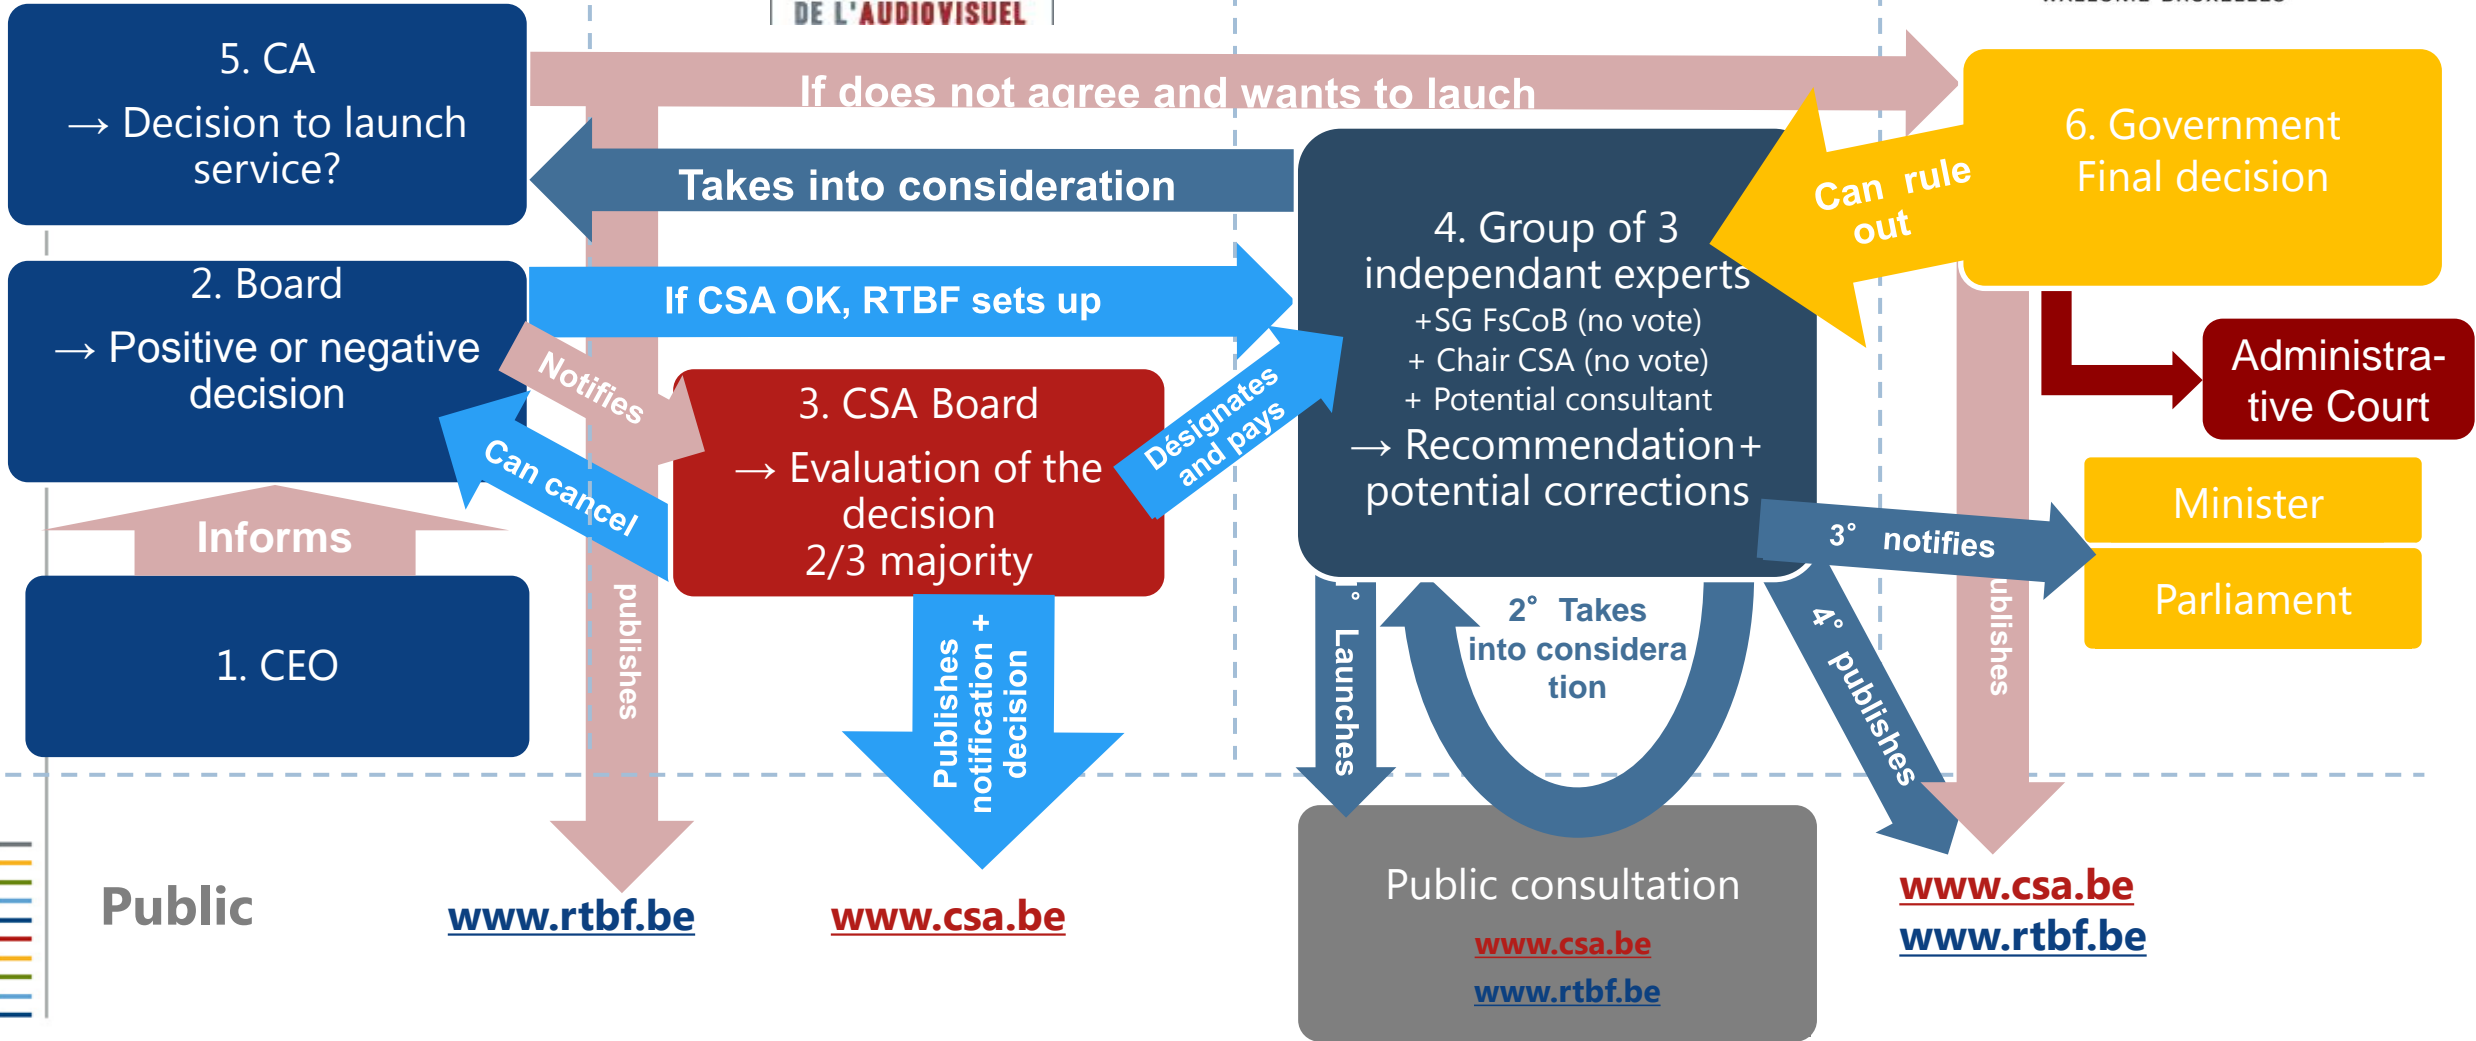 DE L'AUDIOVISUEL
5. CA
→ Decision to launch
service?
If does not agree and wants to lauch
Takes into consideration
6. Government
Final decision
Can rule
out
2. Board
→ Positive or negative
decision
If CSA OK, RTBF sets up
Notifies
Can cancel
3. CSA Board
→ Evaluation of the
decision
2/3 majority
Désignates
and pays
4. Group of 3
independant experts
+SG FsCoB (no vote)
+ Chair CSA (no vote)
+ Potential consultant
→ Recommendation+
potential corrections
Administra-
tive Court
Minister
Parliament
3° notifies
Informs
1. CEO
publishes
Publishes
notification +
decision
° Launches
2° Takes
into considera
tion
4° publishes
ublishes
Public
www.rtbf.be
www.csa.be
Public consultation
www.csa.be
www.rtbf.be
www.csa.be
www.rtbf.be